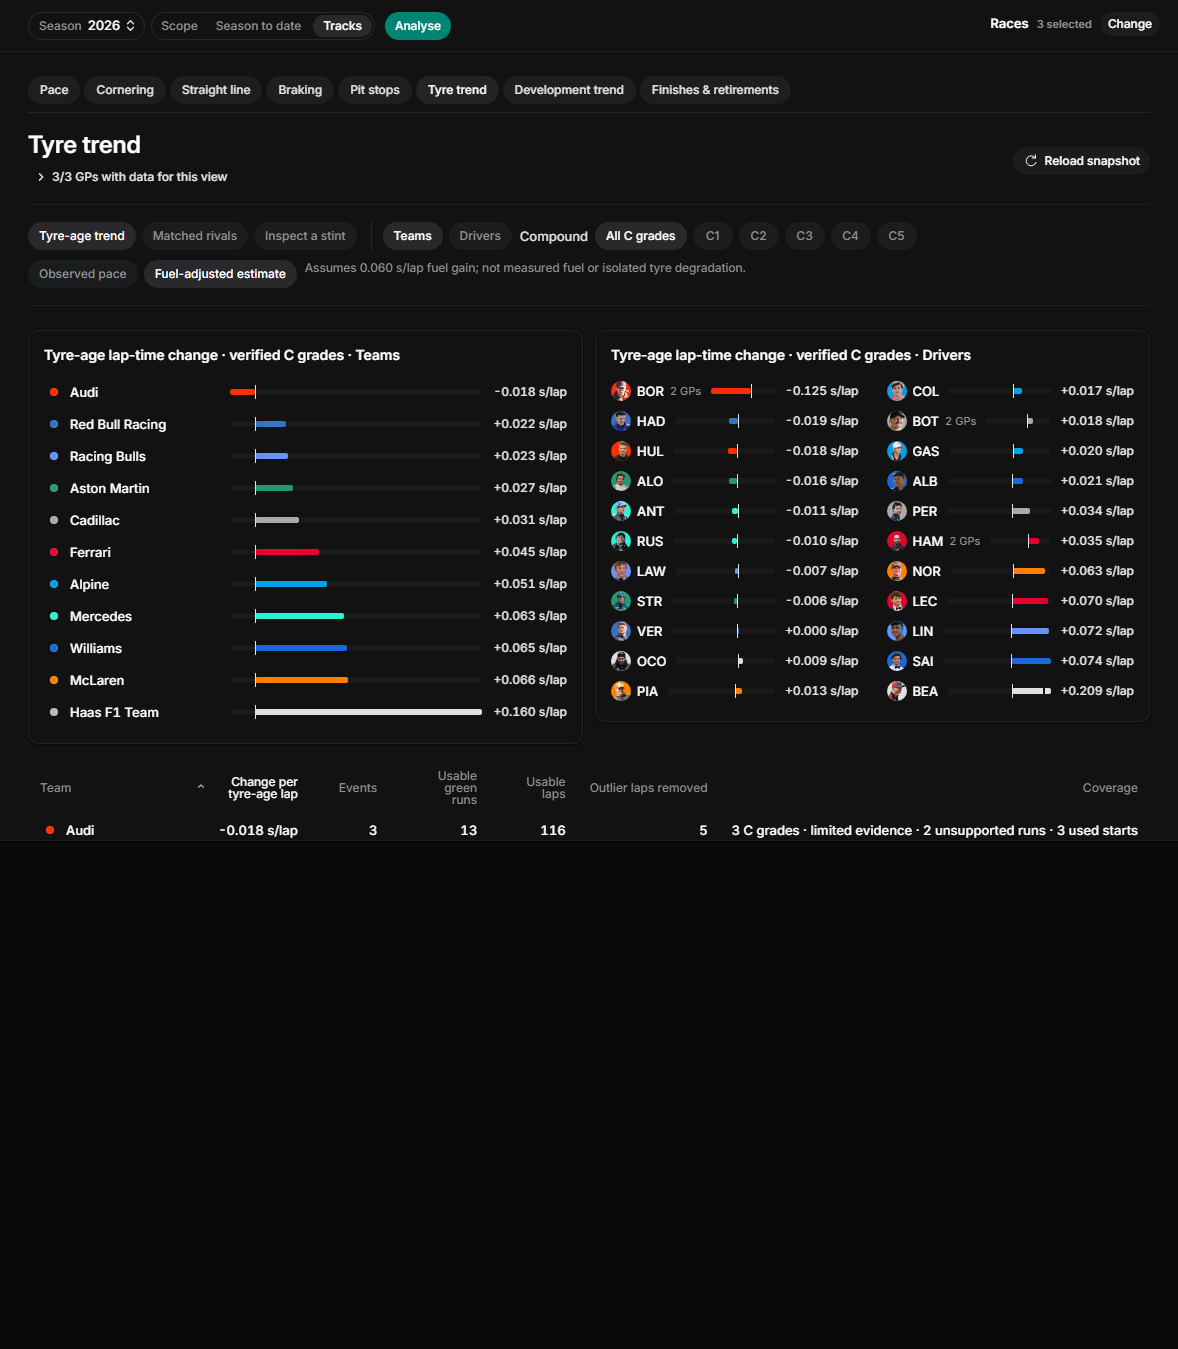 Season 2026
Scope Season to date Tracks
Analyse
Races 3 selected Change
Pace Cornering Straight line Braking Pit stops Tyre trend Development trend Finishes & retirements
Tyre trend
3/3 GPs with data for this view
Reload snapshot
Tyre-age trend Matched rivals Inspect a stint Teams Drivers Compound All C grades C1 C2 C3 C4 C5
Observed pace Fuel-adjusted estimate Assumes 0.060 s/lap fuel gain; not measured fuel or isolated tyre degradation.
Tyre-age lap-time change · verified C grades · Teams
Audi -0.018 s/lap
Red Bull Racing +0.022 s/lap
Racing Bulls +0.023 s/lap
Aston Martin +0.027 s/lap
Cadillac +0.031 s/lap
Ferrari +0.045 s/lap
Alpine +0.051 s/lap
Mercedes +0.063 s/lap
Williams +0.065 s/lap
McLaren +0.066 s/lap
Haas F1 Team +0.160 s/lap
Tyre-age lap-time change · verified C grades · Drivers
BOR 2 GPs -0.125 s/lap
HAD -0.019 s/lap
HUL -0.018 s/lap
ALO -0.016 s/lap
ANT -0.011 s/lap
RUS -0.010 s/lap
LAW -0.007 s/lap
STR -0.006 s/lap
VER +0.000 s/lap
OCO +0.009 s/lap
PIA +0.013 s/lap
COL +0.017 s/lap
BOT 2 GPs +0.018 s/lap
GAS +0.020 s/lap
ALB +0.021 s/lap
PER +0.034 s/lap
HAM 2 GPs +0.035 s/lap
NOR +0.063 s/lap
LEC +0.070 s/lap
LIN +0.072 s/lap
SAI +0.074 s/lap
BEA +0.209 s/lap
Team Change per tyre-age lap Events Usable green runs Usable laps Outlier laps removed Coverage
Audi -0.018 s/lap 3 13 116 5 3 C grades · limited evidence · 2 unsupported runs · 3 used starts